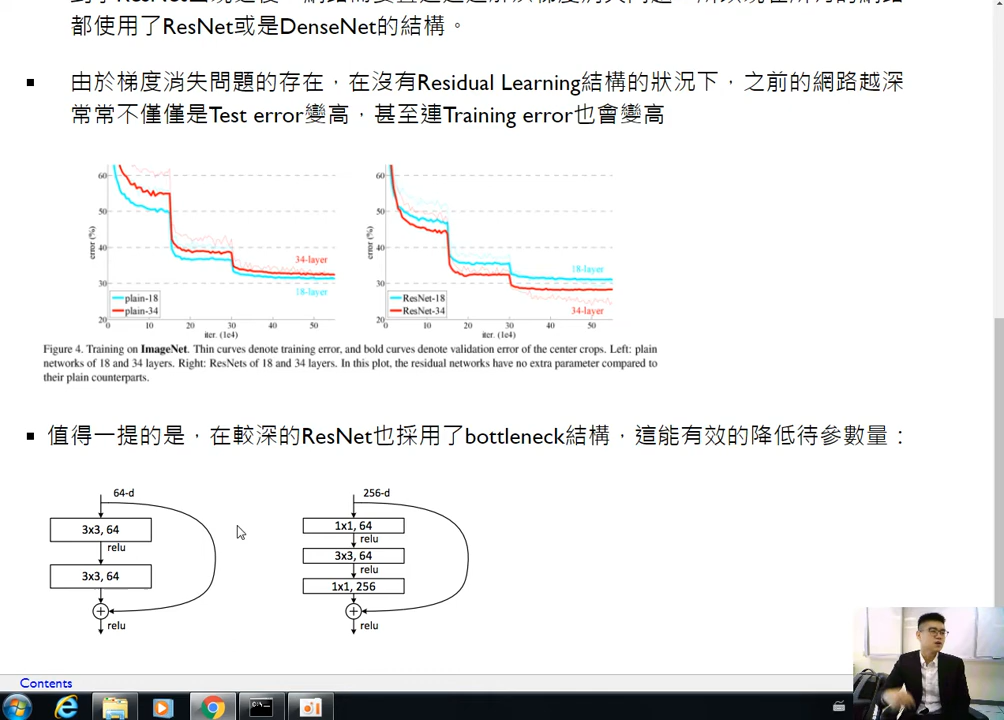 都使用了ResNet或是DenseNet的結構。
▪ 由於梯度消失問題的存在，在沒有Residual Learning結構的狀況下，之前的網路越深
常常不僅僅是Test error變高，甚至連Training error也會變高
60
50
40
30
20
error (%)
34-layer
18-layer
plain-18
plain-34
0 10 20 30 40 50
iter. (1e4)
60
50
40
30
20
error (%)
18-layer
34-layer
ResNet-18
ResNet-34
0 10 20 30 40 50
iter. (1e4)
Figure 4. Training on ImageNet. Thin curves denote training error, and bold curves denote validation error of the center crops. Left: plain
networks of 18 and 34 layers. Right: ResNets of 18 and 34 layers. In this plot, the residual networks have no extra parameter compared to
their plain counterparts.
▪ 值得一提的是，在較深的ResNet也採用了bottleneck結構，這能有效的降低待參數量：
64-d
3x3, 64
relu
3x3, 64
relu
256-d
1x1, 64
relu
3x3, 64
relu
1x1, 256
relu
Contents